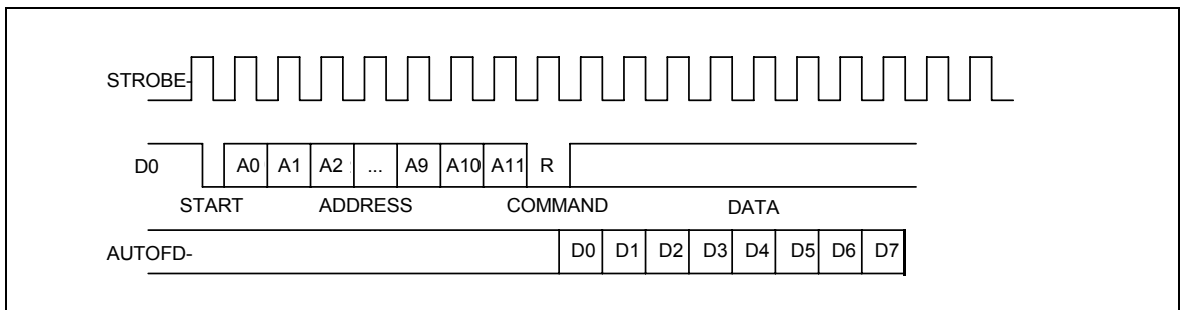 STROBE-
D0 A0 A1 A2 ... A9 A10 A11 R
START ADDRESS COMMAND DATA
AUTOFD- D0 D1 D2 D3 D4 D5 D6 D7